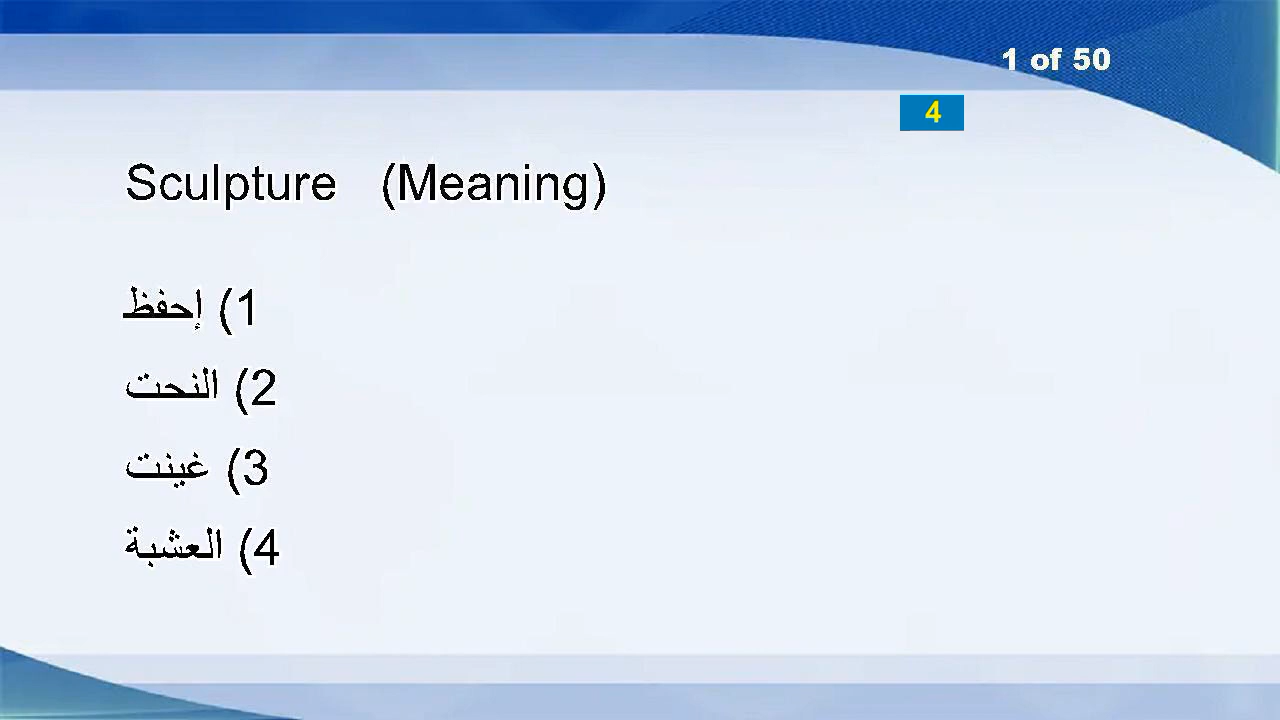 1 of 50
4
Sculpture (Meaning)
1) إحفظ
2) النحت
3) غينت
4) العشبة